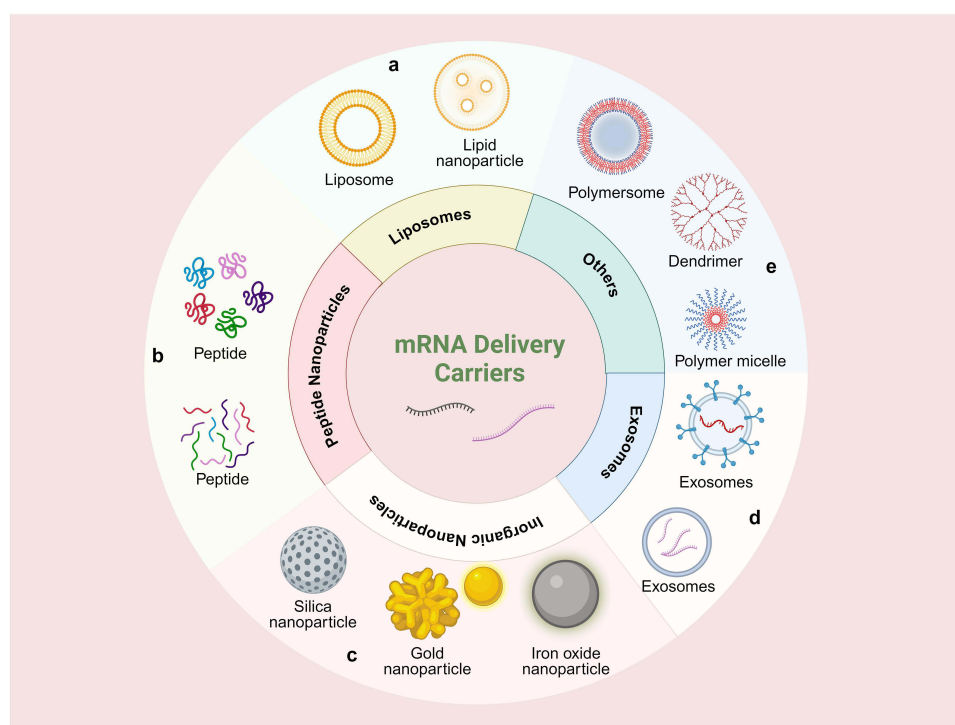 a
Liposome
Lipid
nanoparticle
Polymersome
Dendrimer
e
Polymer micelle
Liposomes
Others
Peptide Nanoparticles
Exosomes
Inorganic Nanoparticles
mRNA Delivery
Carriers
b
Peptide
Peptide
Exosomes
d
Exosomes
Silica
nanoparticle
c
Gold
nanoparticle
Iron oxide
nanoparticle